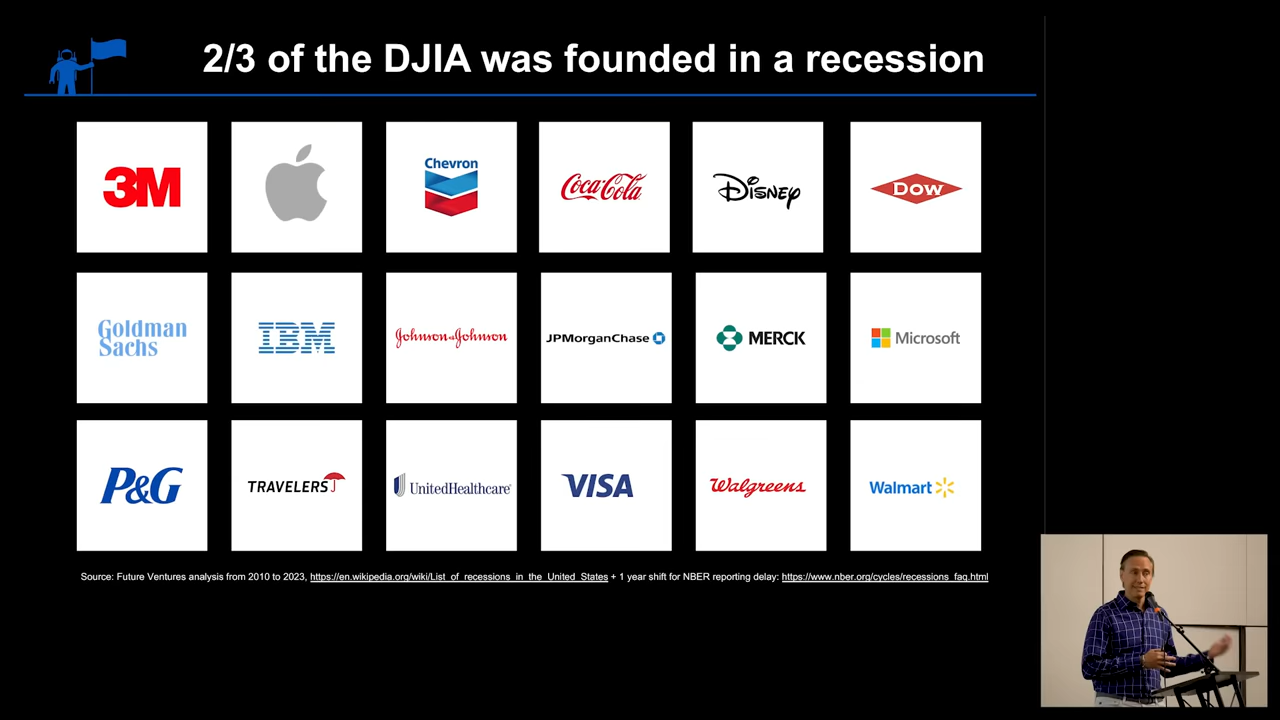 2/3 of the DJIA was founded in a recession
3M
Chevron
Coca-Cola
Disney
Dow
Goldman
Sachs
IBM
Johnson & Johnson
JPMorganChase
MERCK
Microsoft
P&G
TRAVELERS
UnitedHealthcare®
VISA
Walgreens
Walmart
Source: Future Ventures analysis from 2010 to 2023, https://en.wikipedia.org/wiki/List_of_recessions_in_the_United_States + 1 year shift for NBER reporting delay: https://www.nber.org/cycles/recessions_faq.html